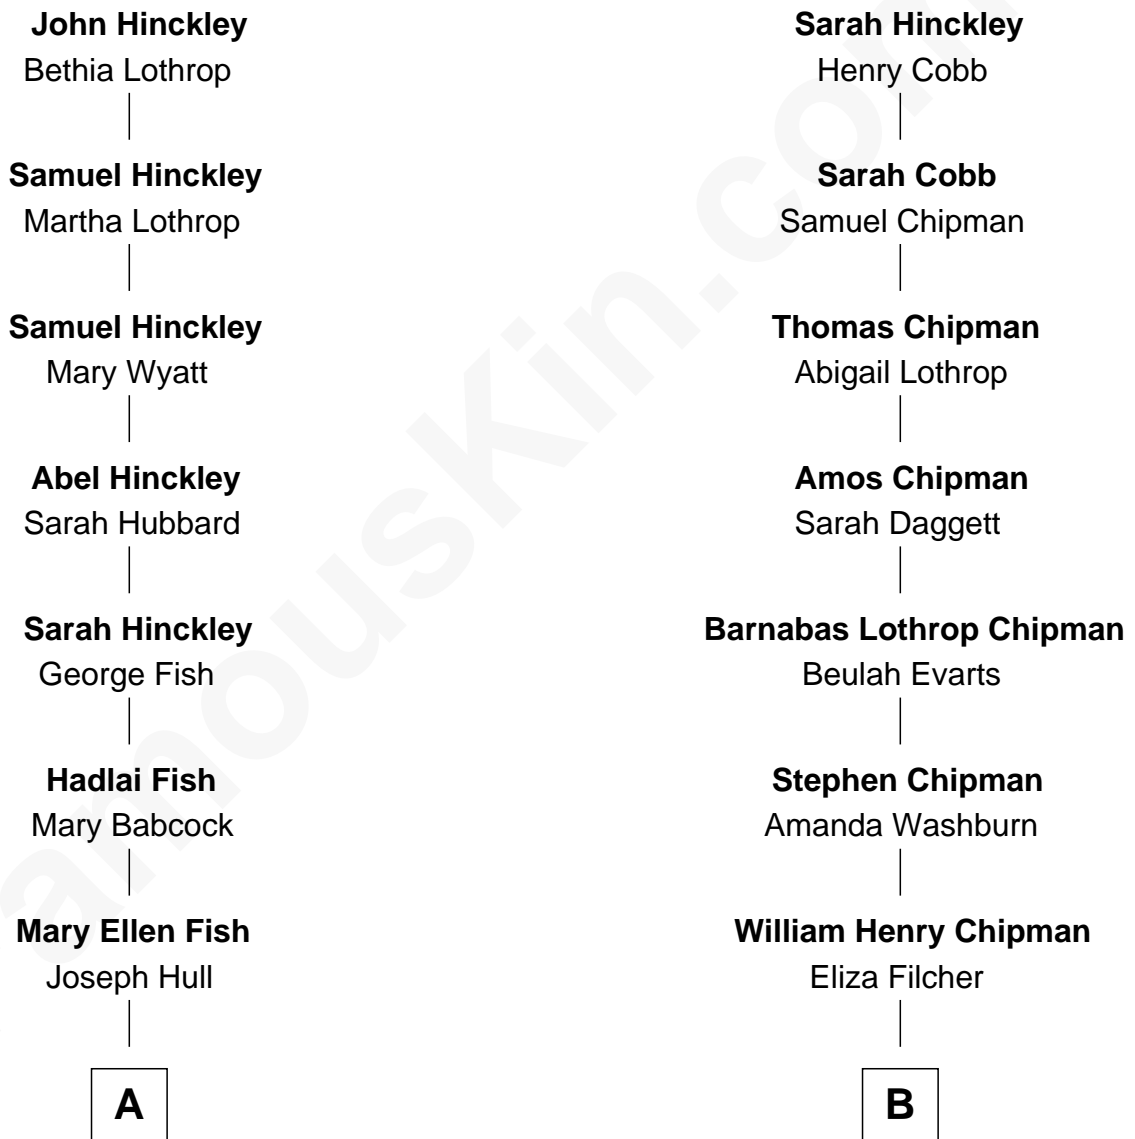 John Hinckley
Bethia Lothrop
Samuel Hinckley
Martha Lothrop
Samuel Hinckley
Mary Wyatt
Abel Hinckley
Sarah Hubbard
Sarah Hinckley
George Fish
Hadlai Fish
Mary Babcock
Mary Ellen Fish
Joseph Hull
A
Sarah Hinckley
Henry Cobb
Sarah Cobb
Samuel Chipman
Thomas Chipman
Abigail Lothrop
Amos Chipman
Sarah Daggett
Barnabas Lothrop Chipman
Beulah Evarts
Stephen Chipman
Amanda Washburn
William Henry Chipman
Eliza Filcher
B
amousKin.com